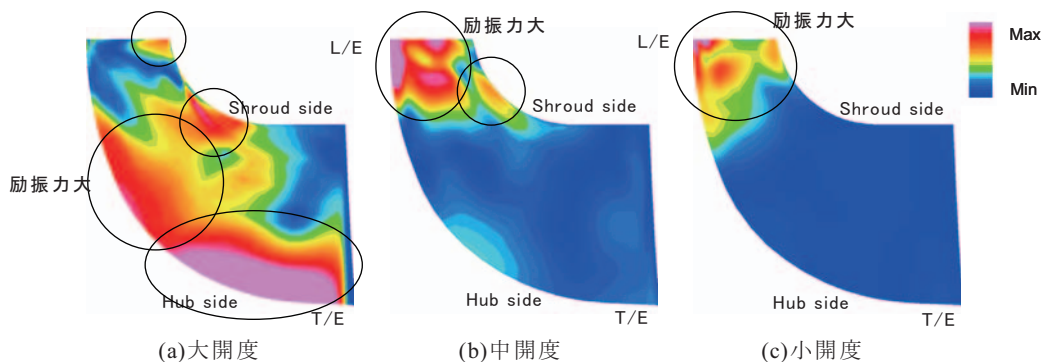 励振力大
L/E
Shroud side
励振力大
Hub side
T/E
(a)大開度
励振力大
L/E
Shroud side
Hub side
T/E
(b)中開度
励振力大
L/E
Shroud side
Hub side
T/E
(c)小開度
Max
Min